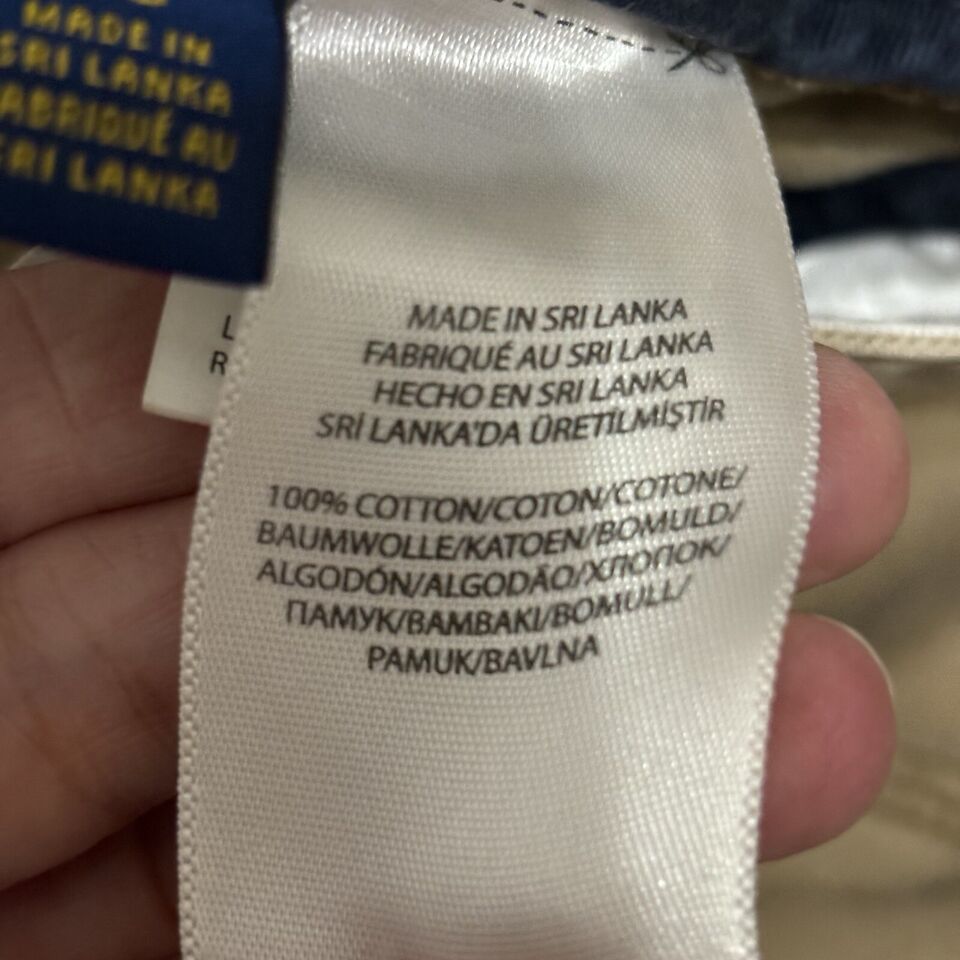 MADE IN
SRI LANKA
FABRIQUÉ AU
SRI LANKA
L
R
MADE IN SRI LANKA
FABRIQUÉ AU SRI LANKA
HECHO EN SRI LANKA
SRİ LANKA'DA ÜRETİLMİŞTİR
100% COTTON/COTON/COTONE/
BAUMWOLLE/KATOEN/BOMULD/
ALGODÓN/ALGODÃO/ХЛОПОК/
ПАМУК/ΒΑΜΒΑΚΙ/BOMULL/
PAMUK/BAVLNA